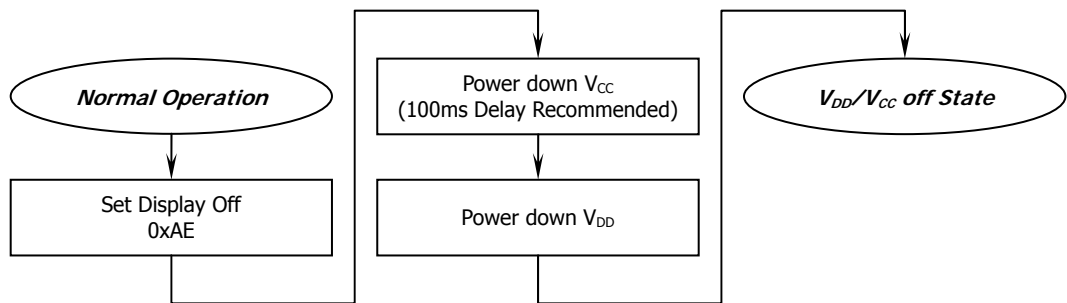 Normal Operation
Set Display Off
0xAE
Power down VCC
(100ms Delay Recommended)
Power down VDD
VDD/VCC off State